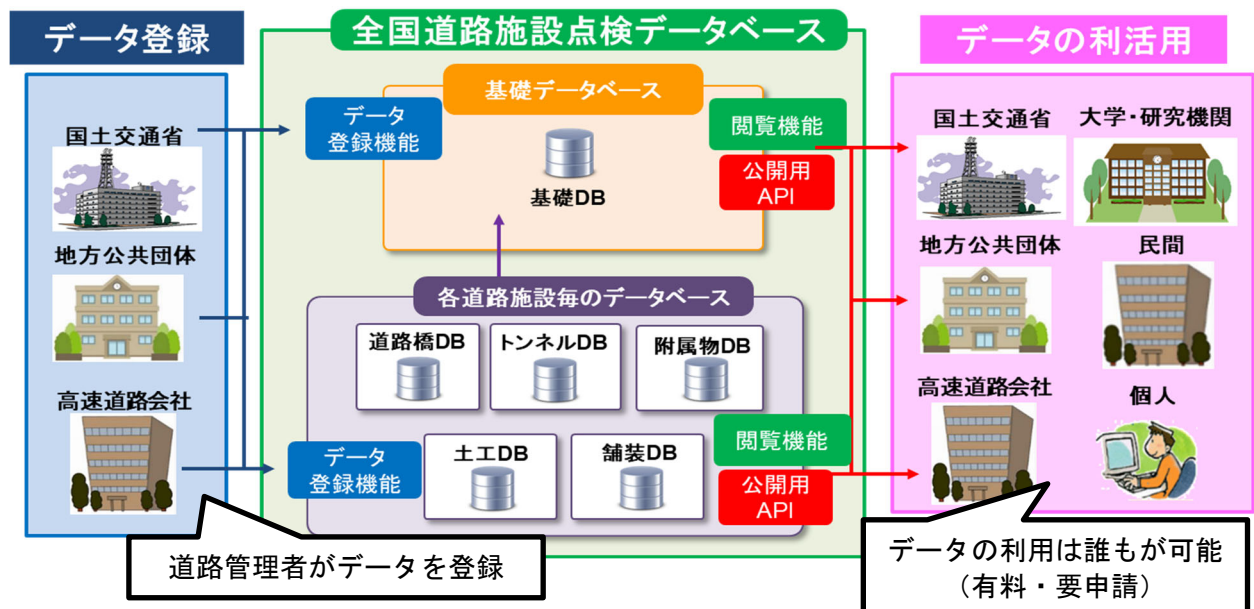 データ登録
国土交通省
地方公共団体
高速道路会社
道路管理者がデータを登録
全国道路施設点検データベース
基礎データベース
データ
登録機能
基礎DB
閲覧機能
公開用
API
各道路施設毎のデータベース
道路橋DB
トンネルDB
附属物DB
データ
登録機能
土工DB
舗装DB
閲覧機能
公開用
API
データの利活用
国土交通省
大学・研究機関
地方公共団体
民間
高速道路会社
個人
データの利用は誰もが可能
（有料・要申請）